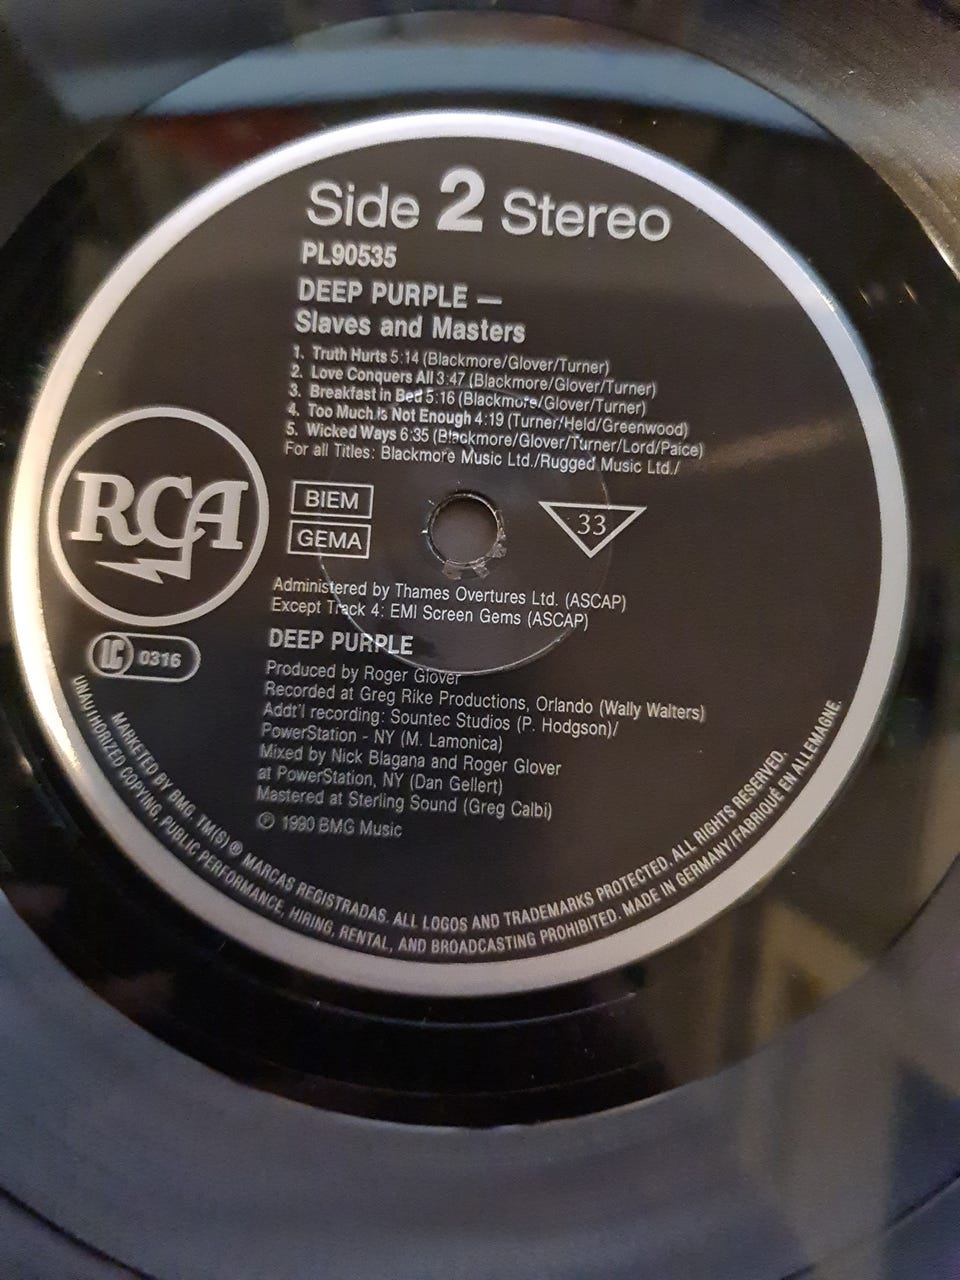 Side 2 Stereo
PL90535
DEEP PURPLE —
Slaves and Masters
1. Truth Hurts 5:14 (Blackmore/Glover/Turner)
2. Love Conquers All 3:47 (Blackmore/Glover/Turner)
3. Breakfast in Bed 5:16 (Blackmore/Glover/Turner)
4. Too Much is Not Enough 4:19 (Turner/Held/Greenwood)
5. Wicked Ways 6:35 (Blackmore/Glover/Turner/Lord/Paice)
For all Titles: Blackmore Music Ltd./Rugged Music Ltd./
RCA
BIEM
GEMA
33
Administered by Thames Overtures Ltd. (ASCAP)
Except Track 4: EMI Screen Gems (ASCAP)
LC 0316
DEEP PURPLE
Produced by Roger Glover
Recorded at Greg Rike Productions, Orlando (Wally Walters)
Addt'l recording: Sountec Studios (P. Hodgson)/
PowerStation - NY (M. Lamonica)
Mixed by Nick Blagana and Roger Glover
at PowerStation, NY (Dan Gellert)
Mastered at Sterling Sound (Greg Calbi)
℗ 1990 BMG Music
MARKETED BY BMG. TM(S) ® MARCAS REGISTRADAS. ALL LOGOS AND TRADEMARKS PROTECTED. ALL RIGHTS RESERVED.
UNAUTHORIZED COPYING, PUBLIC PERFORMANCE, HIRING, RENTAL, AND BROADCASTING PROHIBITED. MADE IN GERMANY/FABRIQUÉ EN ALLEMAGNE.